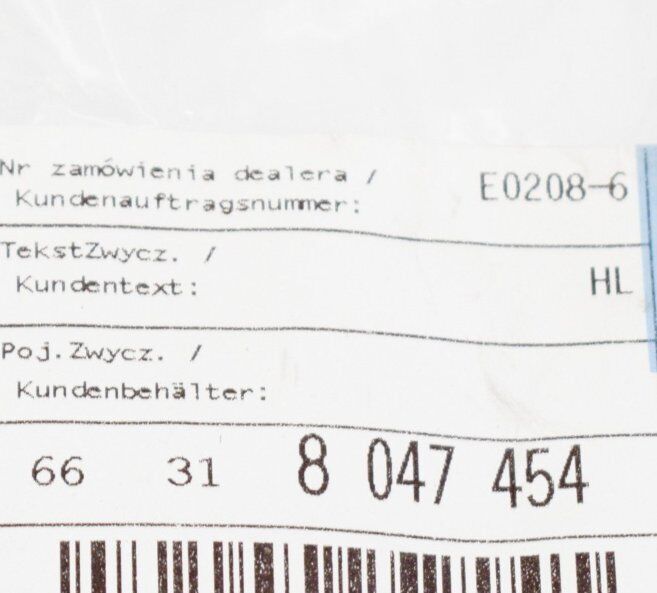 Nr zamówienia dealera /
Kundenauftragsnummer: E0208-6
TekstZwycz. /
Kundentext: HL
Poj.Zwycz. /
Kundenbehälter:
66 31 8 047 454